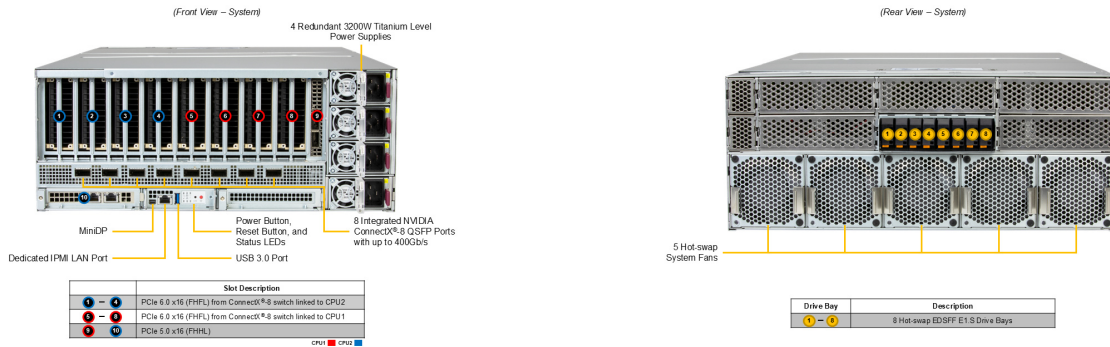 (Front View – System)
4 Redundant 3200W Titanium Level
Power Supplies
1 2 3 4 5 6 7 8 9
10
MiniDP
Dedicated IPMI LAN Port
Power Button,
Reset Button, and
Status LEDs
USB 3.0 Port
8 Integrated NVIDIA
ConnectX®-8 QSFP Ports
with up to 400Gb/s
Slot Description
1 – 4 PCIe 6.0 x16 (FHFL) from ConnectX®-8 switch linked to CPU2
5 – 8 PCIe 6.0 x16 (FHFL) from ConnectX®-8 switch linked to CPU1
9 10 PCIe 5.0 x16 (FHHL)
CPU1 CPU2
(Rear View – System)
1 2 3 4 5 6 7 8
5 Hot-swap
System Fans
Drive Bay Description
1 – 8 8 Hot-swap EDSFF E1.S Drive Bays